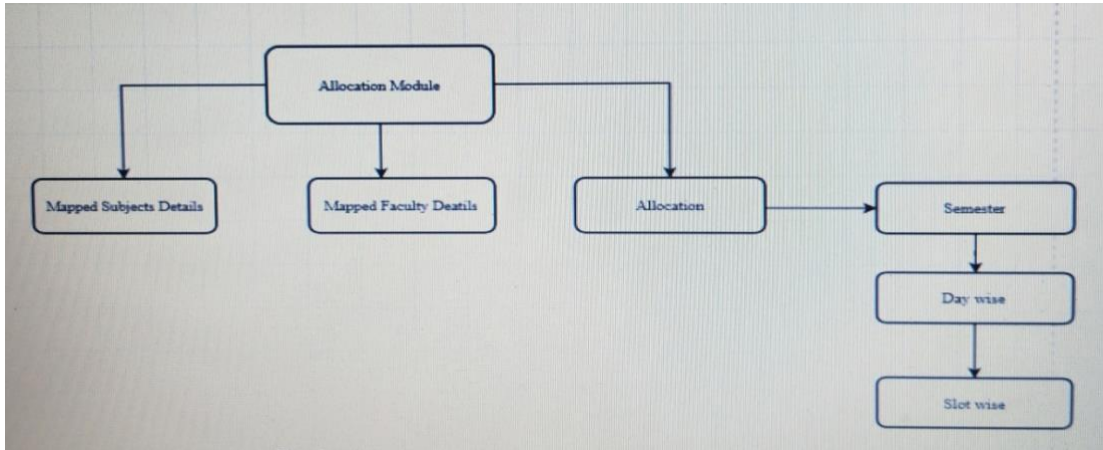 Allocation Module
Mapped Subjects Details
Mapped Faculty Deatils
Allocation
Semester
Day wise
Slot wise